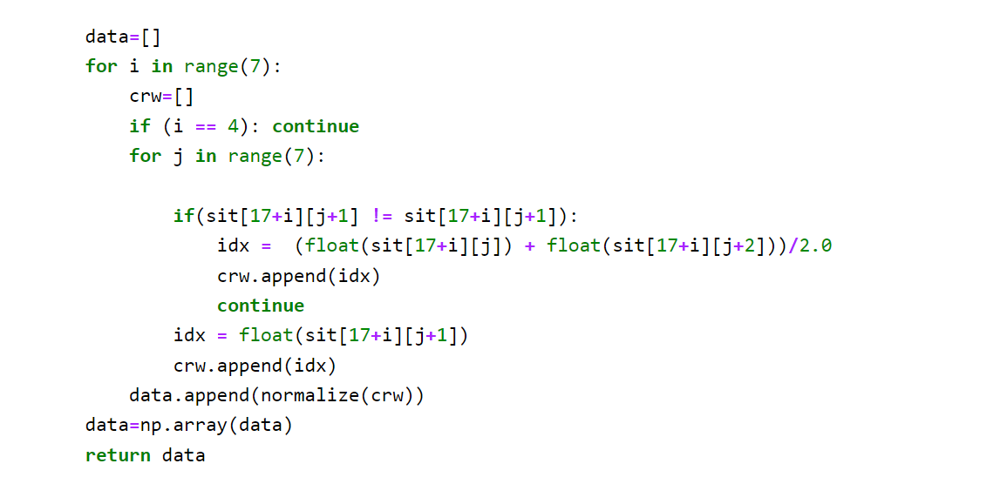 data=[]
for i in range(7):
    crw=[]
    if (i == 4): continue
    for j in range(7):

        if(sit[17+i][j+1] != sit[17+i][j+1]):
            idx =  (float(sit[17+i][j]) + float(sit[17+i][j+2]))/2.0
            crw.append(idx)
            continue
        idx = float(sit[17+i][j+1])
        crw.append(idx)
    data.append(normalize(crw))
data=np.array(data)
return data